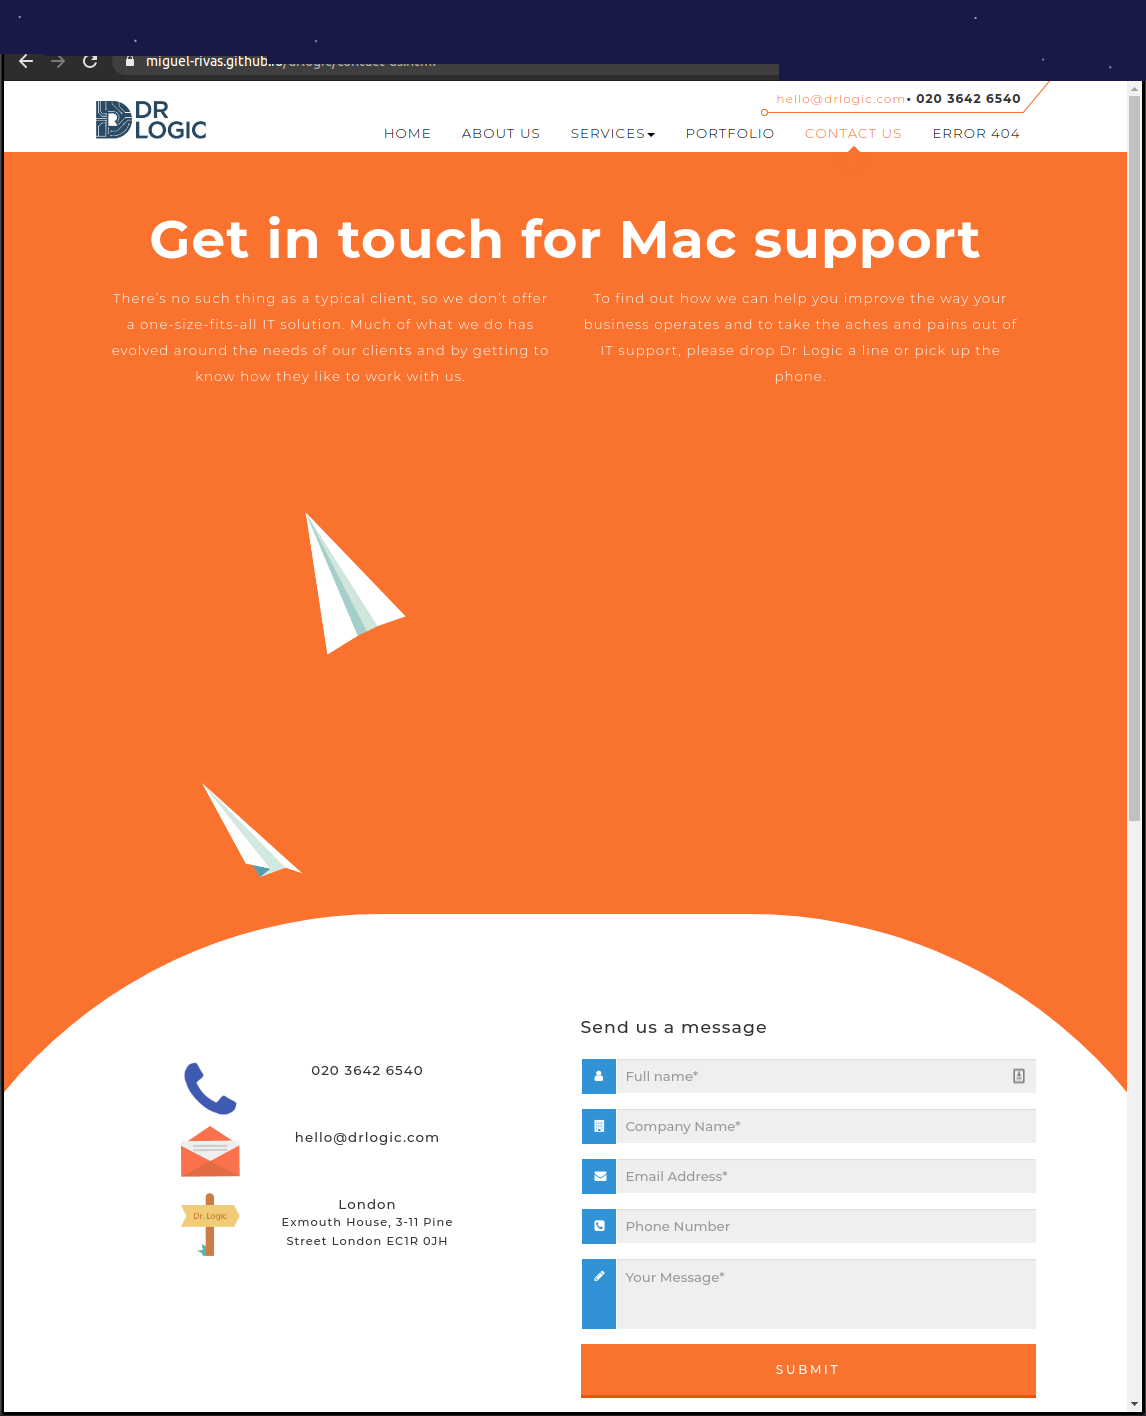 miguel-rivas.github.io/drlogic/contact-us.html
DR
LOGIC
hello@drlogic.com • 020 3642 6540
HOME ABOUT US SERVICES PORTFOLIO CONTACT US ERROR 404
Get in touch for Mac support
There's no such thing as a typical client, so we don't offer
a one-size-fits-all IT solution. Much of what we do has
evolved around the needs of our clients and by getting to
know how they like to work with us.
To find out how we can help you improve the way your
business operates and to take the aches and pains out of
IT support, please drop Dr Logic a line or pick up the
phone.
020 3642 6540
hello@drlogic.com
Dr. Logic
London
Exmouth House, 3-11 Pine
Street London EC1R 0JH
Send us a message
Full name*
Company Name*
Email Address*
Phone Number
Your Message*
SUBMIT